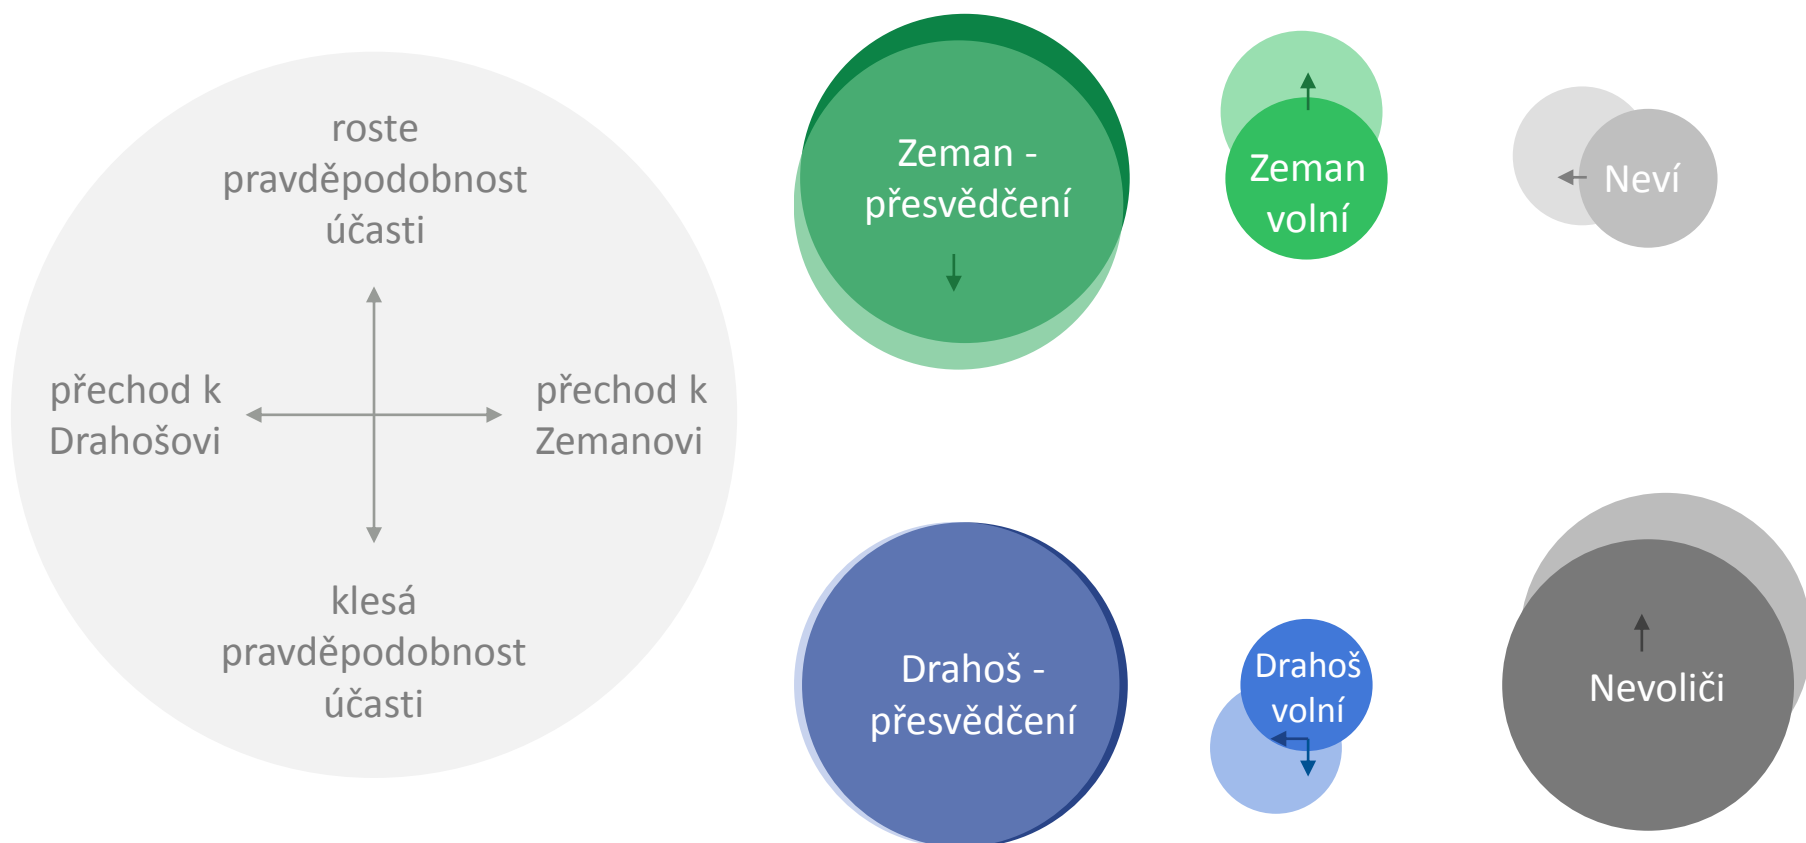 roste
pravděpodobnost
účasti
přechod k
Drahošovi
přechod k
Zemanovi
klesá
pravděpodobnost
účasti
Zeman -
přesvědčení
Zeman
volní
Neví
Drahoš -
přesvědčení
Drahoš
volní
Nevoliči